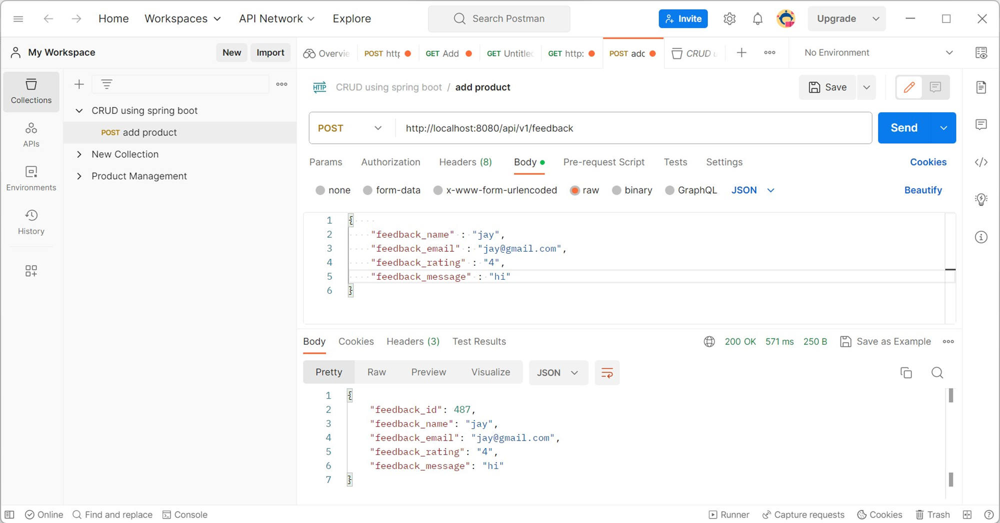 Home Workspaces API Network Explore Search Postman Invite Upgrade
My Workspace New Import Overvie POST http GET Add GET Untitle GET http: POST adc CRUD u No Environment
Collections
APIs
Environments
History
CRUD using spring boot
POST add product
New Collection
Product Management
HTTP CRUD using spring boot / add product Save
POST http://localhost:8080/api/v1/feedback Send
Params Authorization Headers (8) Body Pre-request Script Tests Settings Cookies
none form-data x-www-form-urlencoded raw binary GraphQL JSON Beautify
1 {
2 "feedback_name" : "jay",
3 "feedback_email" : "jay@gmail.com",
4 "feedback_rating" : "4",
5 "feedback_message" : "hi"
6 }
Body Cookies Headers (3) Test Results 200 OK 571 ms 250 B Save as Example
Pretty Raw Preview Visualize JSON
1 {
2 "feedback_id": 487,
3 "feedback_name": "jay",
4 "feedback_email": "jay@gmail.com",
5 "feedback_rating": "4",
6 "feedback_message": "hi"
7 }
Online Find and replace Console Runner Capture requests Cookies Trash